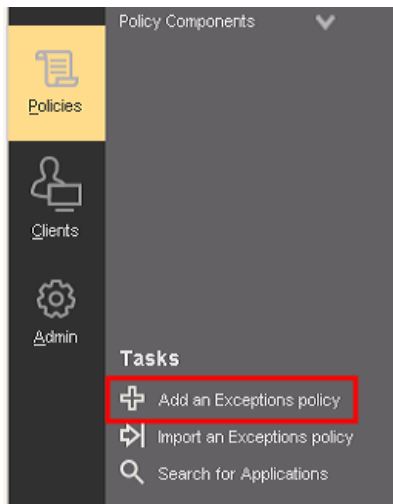 Policy Components
Policies
Clients
Admin
Tasks
Add an Exceptions policy
Import an Exceptions policy
Search for Applications